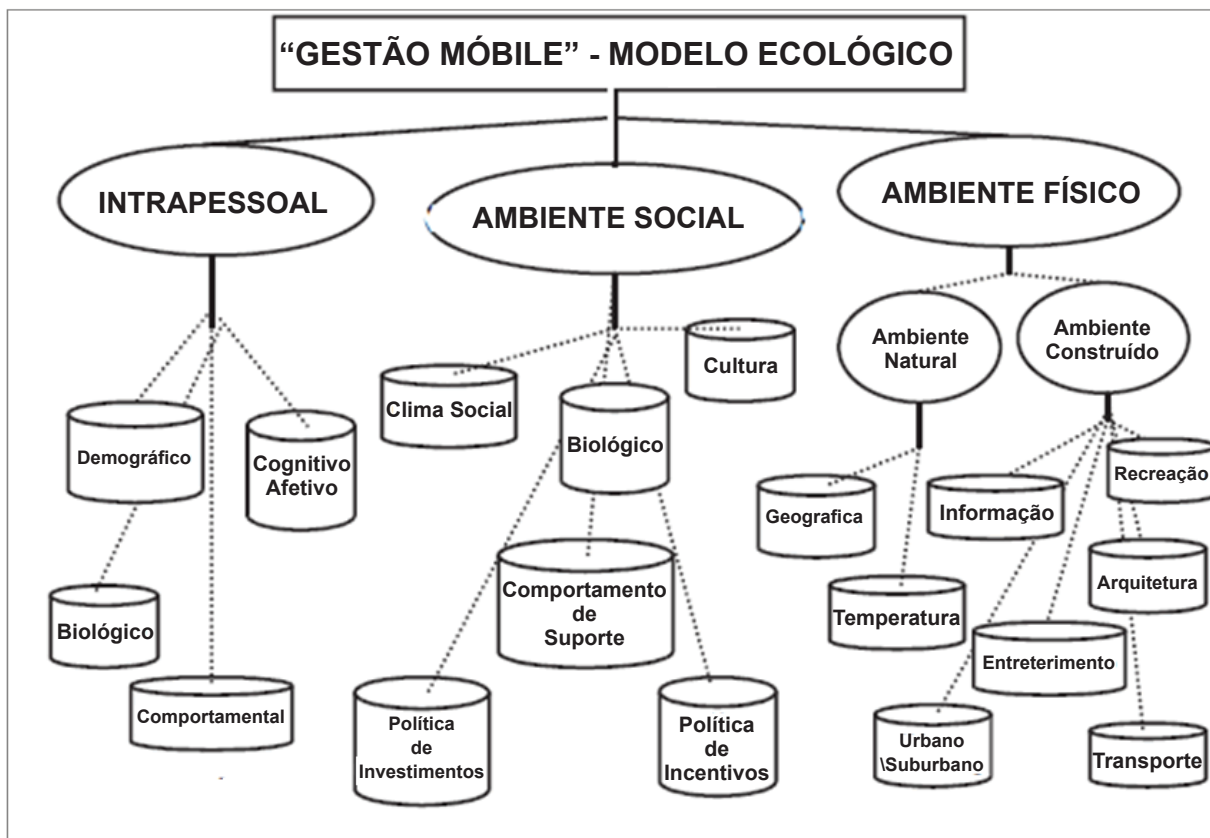 “GESTÃO MÓBILE” - MODELO ECOLÓGICO
INTRAPESSOAL
AMBIENTE SOCIAL
AMBIENTE FÍSICO
Demográfico
Cognitivo
Afetivo
Biológico
Comportamental
Clima Social
Biológico
Cultura
Comportamento
de
Suporte
Política
de
Investimentos
Política
de
Incentivos
Ambiente
Natural
Ambiente
Construído
Geografica
Temperatura
Informação
Recreação
Arquitetura
Entreterimento
Urbano
\Suburbano
Transporte